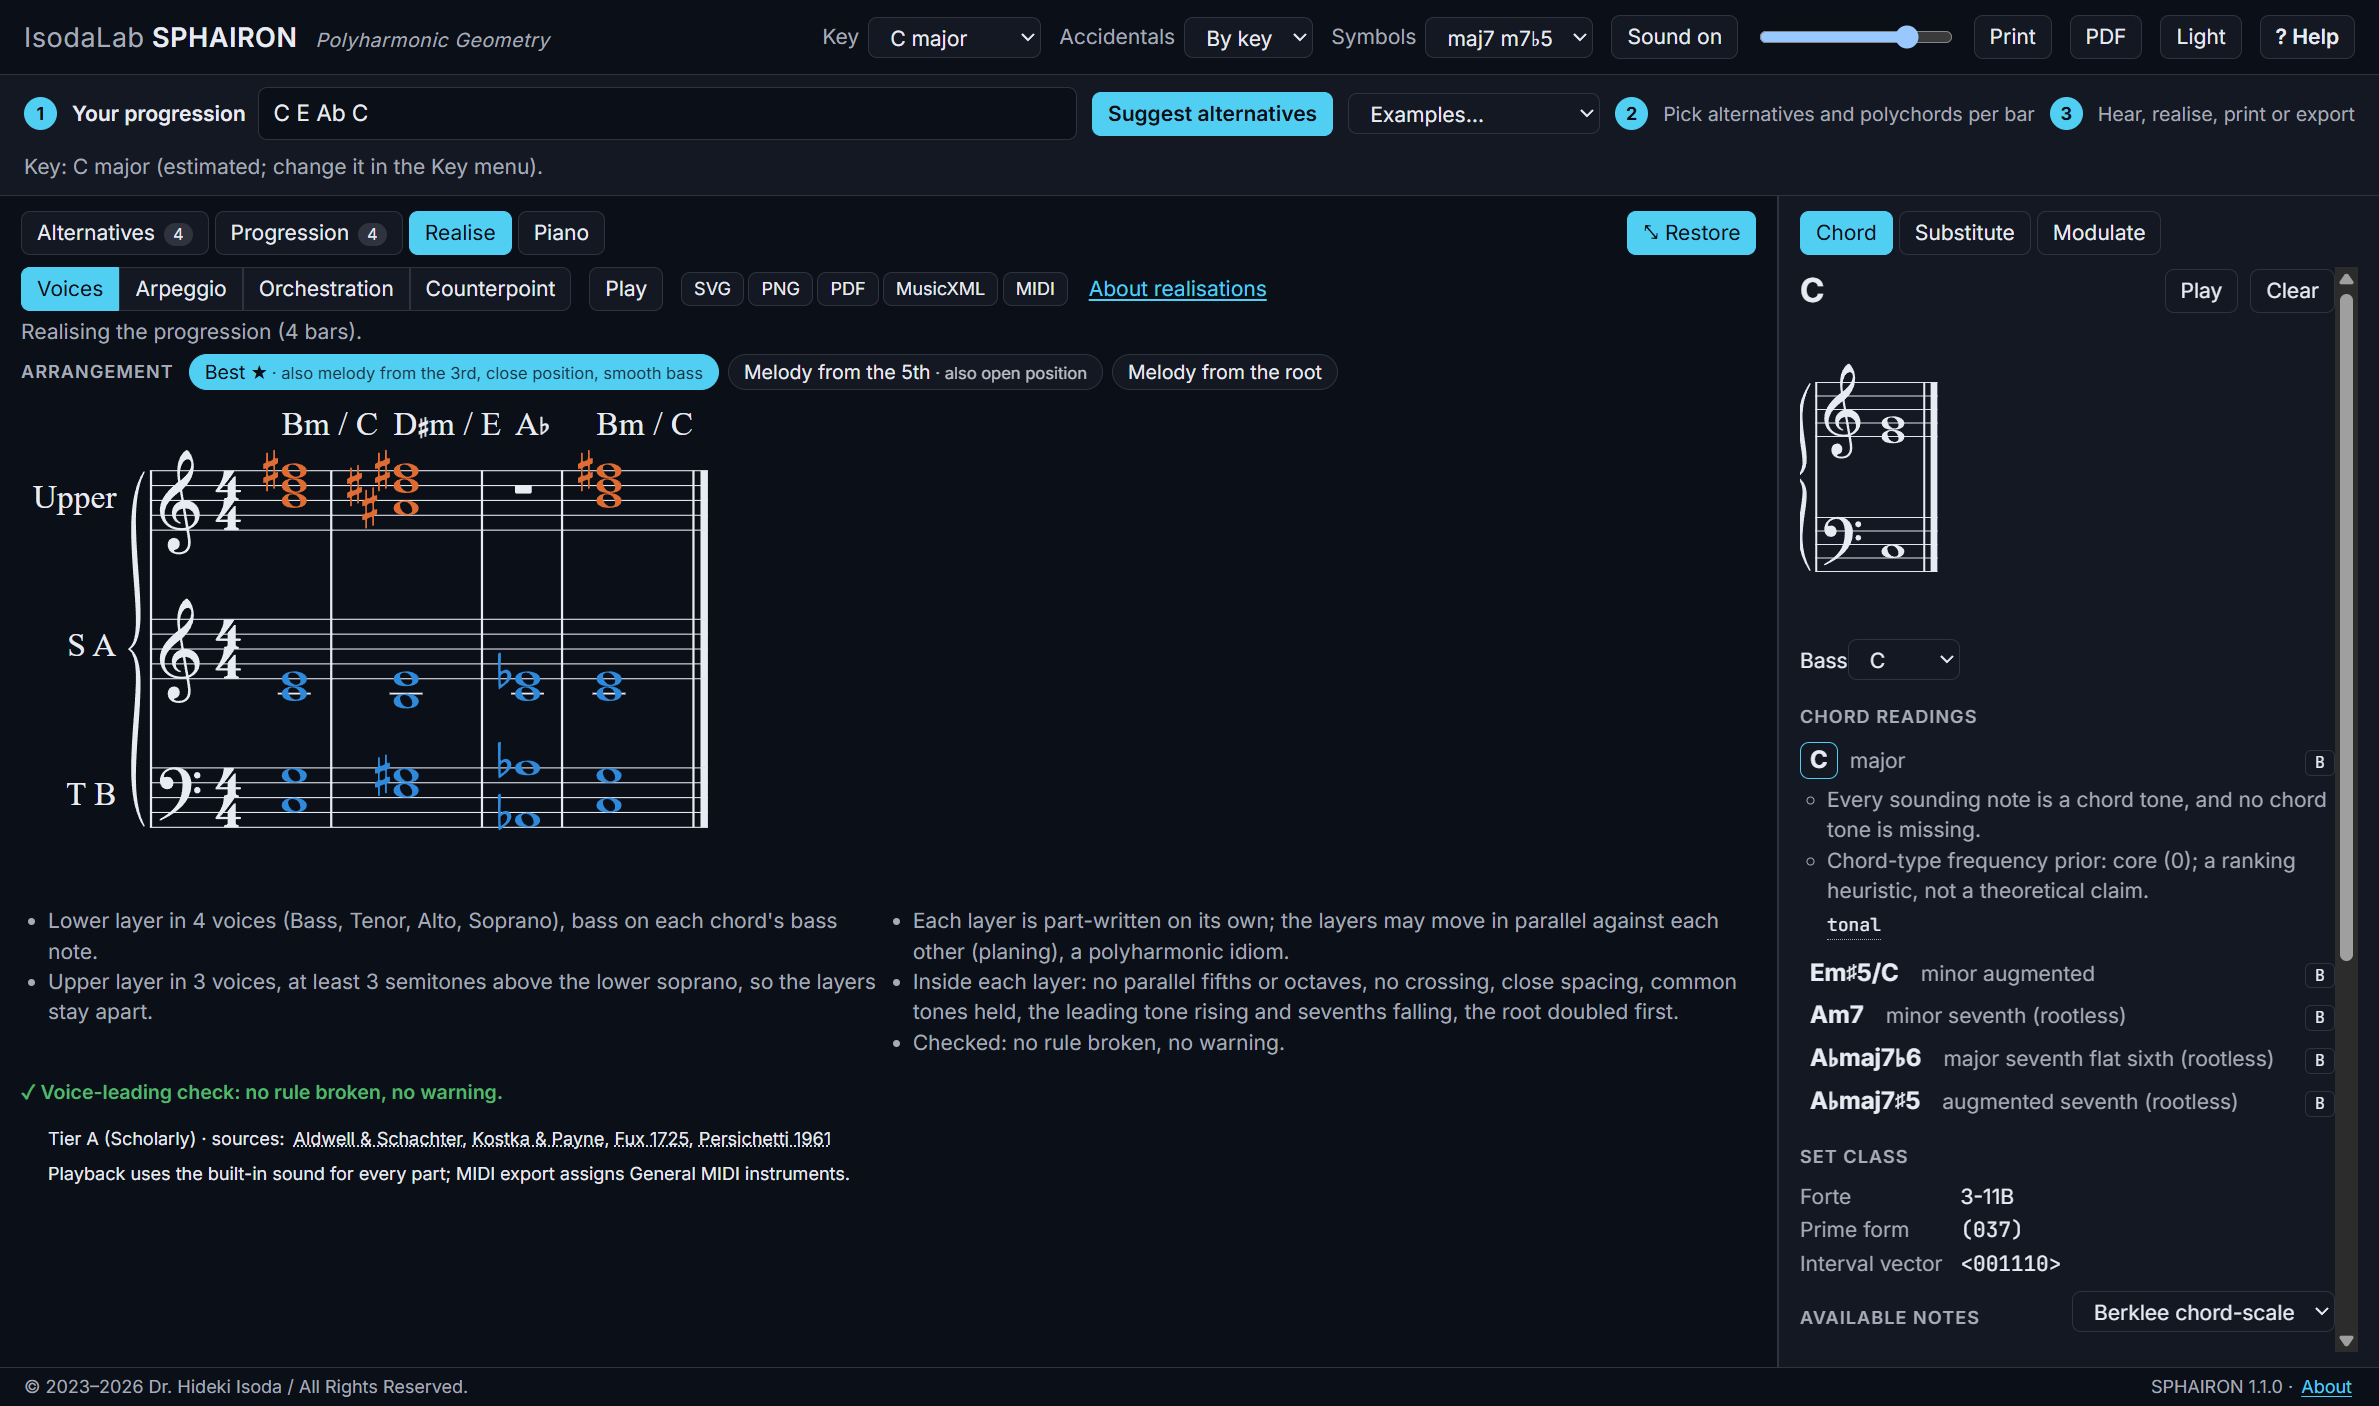 IsodaLab SPHAIRON Polyharmonic Geometry Key C major Accidentals By key Symbols maj7 m7♭5 Sound on Print PDF Light ? Help
1 Your progression C E Ab C Suggest alternatives Examples... 2 Pick alternatives and polychords per bar 3 Hear, realise, print or export
Key: C major (estimated; change it in the Key menu).
Alternatives 4 Progression 4 Realise Piano ⤡ Restore
Voices Arpeggio Orchestration Counterpoint Play SVG PNG PDF MusicXML MIDI About realisations
Realising the progression (4 bars).
ARRANGEMENT Best ★ · also melody from the 3rd, close position, smooth bass Melody from the 5th · also open position Melody from the root
Bm / C D♯m / E A♭ Bm / C
Upper
S A
T B
4
4
4
4
4
4
Lower layer in 4 voices (Bass, Tenor, Alto, Soprano), bass on each chord's bass
note.
Upper layer in 3 voices, at least 3 semitones above the lower soprano, so the layers
stay apart.
Each layer is part-written on its own; the layers may move in parallel against each
other (planing), a polyharmonic idiom.
Inside each layer: no parallel fifths or octaves, no crossing, close spacing, common
tones held, the leading tone rising and sevenths falling, the root doubled first.
Checked: no rule broken, no warning.
✓ Voice-leading check: no rule broken, no warning.
Tier A (Scholarly) · sources: Aldwell & Schachter, Kostka & Payne, Fux 1725, Persichetti 1961
Playback uses the built-in sound for every part; MIDI export assigns General MIDI instruments.
Chord Substitute Modulate
C Play Clear
Bass C
CHORD READINGS
C major B
Every sounding note is a chord tone, and no chord
tone is missing.
Chord-type frequency prior: core (0); a ranking
heuristic, not a theoretical claim.
tonal
Em♯5/C minor augmented B
Am7 minor seventh (rootless) B
A♭maj7♭6 major seventh flat sixth (rootless) B
A♭maj7♯5 augmented seventh (rootless) B
SET CLASS
Forte 3-11B
Prime form (037)
Interval vector <001110>
AVAILABLE NOTES Berklee chord-scale
© 2023–2026 Dr. Hideki Isoda / All Rights Reserved. SPHAIRON 1.1.0 · About